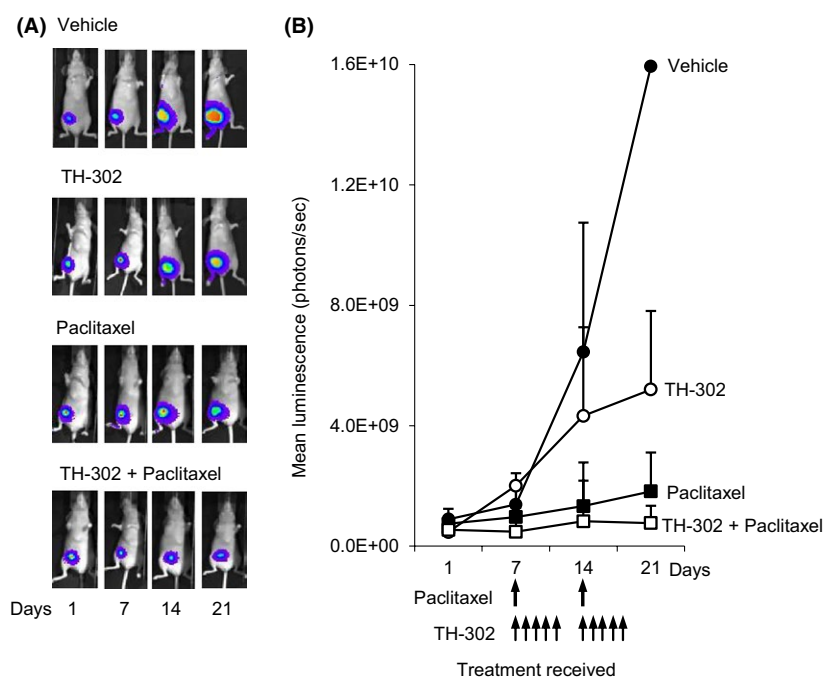 (A) Vehicle
TH-302
Paclitaxel
TH-302 + Paclitaxel
Days 1 7 14 21
(B)
Mean luminescence (photons/sec)
1.6E+10
1.2E+10
8.0E+09
4.0E+09
0.0E+00
Vehicle
TH-302
Paclitaxel
TH-302 + Paclitaxel
1 7 14 21 Days
Paclitaxel
TH-302
Treatment received